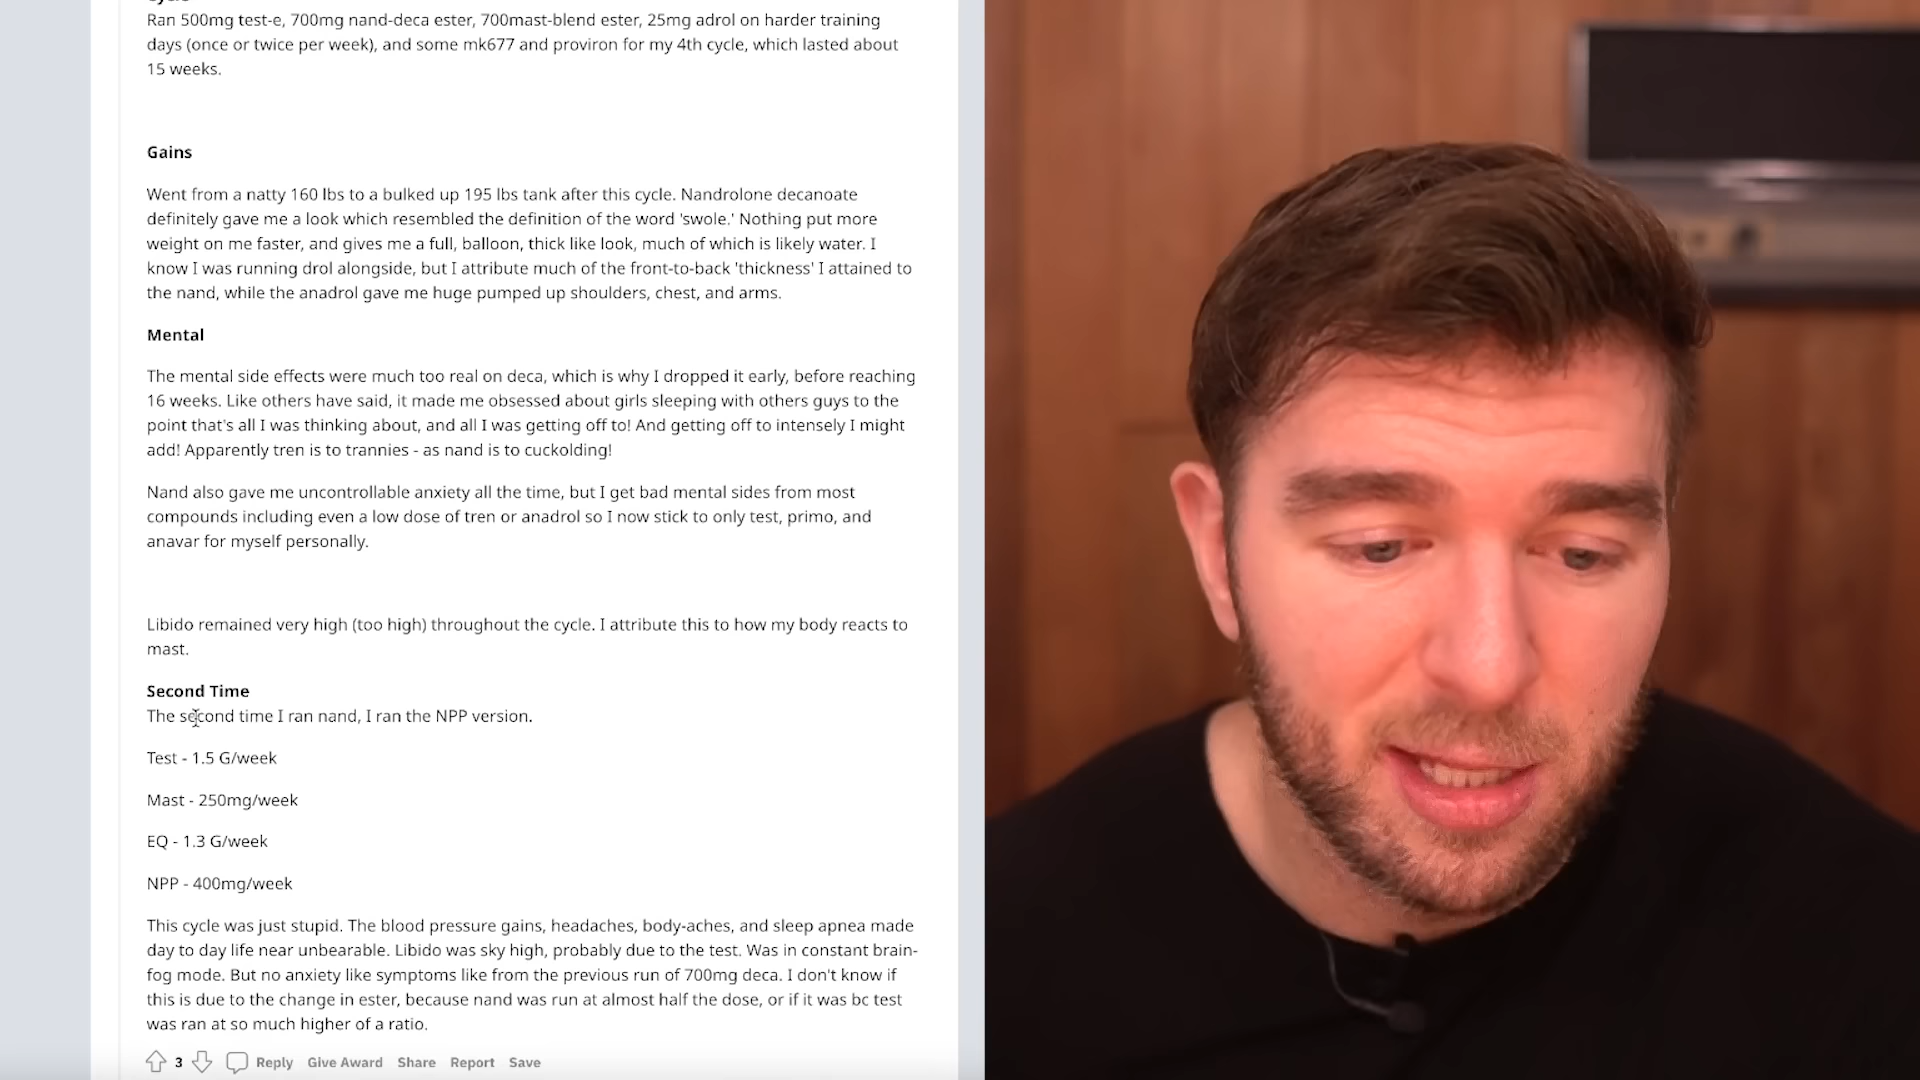 Ran 500mg test-e, 700mg nand-deca ester, 700mast-blend ester, 25mg adrol on harder training
days (once or twice per week), and some mk677 and proviron for my 4th cycle, which lasted about
15 weeks.
Gains
Went from a natty 160 lbs to a bulked up 195 lbs tank after this cycle. Nandrolone decanoate
definitely gave me a look which resembled the definition of the word 'swole.' Nothing put more
weight on me faster, and gives me a full, balloon, thick like look, much of which is likely water. I
know I was running drol alongside, but I attribute much of the front-to-back 'thickness' I attained to
the nand, while the anadrol gave me huge pumped up shoulders, chest, and arms.
Mental
The mental side effects were much too real on deca, which is why I dropped it early, before reaching
16 weeks. Like others have said, it made me obsessed about girls sleeping with others guys to the
point that's all I was thinking about, and all I was getting off to! And getting off to intensely I might
add! Apparently tren is to trannies - as nand is to cuckolding!
Nand also gave me uncontrollable anxiety all the time, but I get bad mental sides from most
compounds including even a low dose of tren or anadrol so I now stick to only test, primo, and
anavar for myself personally.
Libido remained very high (too high) throughout the cycle. I attribute this to how my body reacts to
mast.
Second Time
The second time I ran nand, I ran the NPP version.
Test - 1.5 G/week
Mast - 250mg/week
EQ - 1.3 G/week
NPP - 400mg/week
This cycle was just stupid. The blood pressure gains, headaches, body-aches, and sleep apnea made
day to day life near unbearable. Libido was sky high, probably due to the test. Was in constant brain-
fog mode. But no anxiety like symptoms like from the previous run of 700mg deca. I don't know if
this is due to the change in ester, because nand was run at almost half the dose, or if it was bc test
was ran at so much higher of a ratio.
3 Reply Give Award Share Report Save